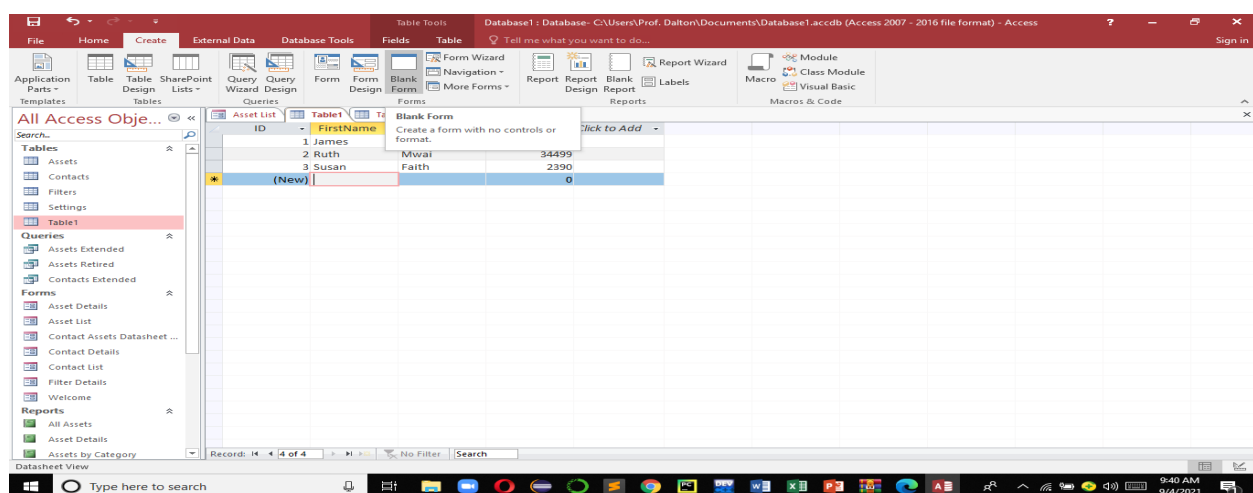 Table Tools Database1 : Database- C:\Users\Prof. Dalton\Documents\Database1.accdb (Access 2007 - 2016 file format) - Access ?
File Home Create External Data Database Tools Fields Table Tell me what you want to do... Sign in
Application Parts Table Table Design SharePoint Lists Query Wizard Query Design Form Form Design Blank Form Form Wizard Navigation More Forms Report Report Design Blank Report Report Wizard Labels Macro Module Class Module Visual Basic
Templates Tables Queries Forms Reports Macros & Code
All Access Obje... Asset List Table1 Ta
Blank Form
Create a form with no controls or format.
Search...
ID FirstName Click to Add
1 James
2 Ruth Mwai 34499
3 Susan Faith 2390
(New) 0
Tables
Assets
Contacts
Filters
Settings
Table1
Queries
Assets Extended
Assets Retired
Contacts Extended
Forms
Asset Details
Asset List
Contact Assets Datasheet ...
Contact Details
Contact List
Filter Details
Welcome
Reports
All Assets
Asset Details
Assets by Category
Record: 4 of 4 No Filter Search
Datasheet View
Type here to search
9:40 AM
9/4/2021